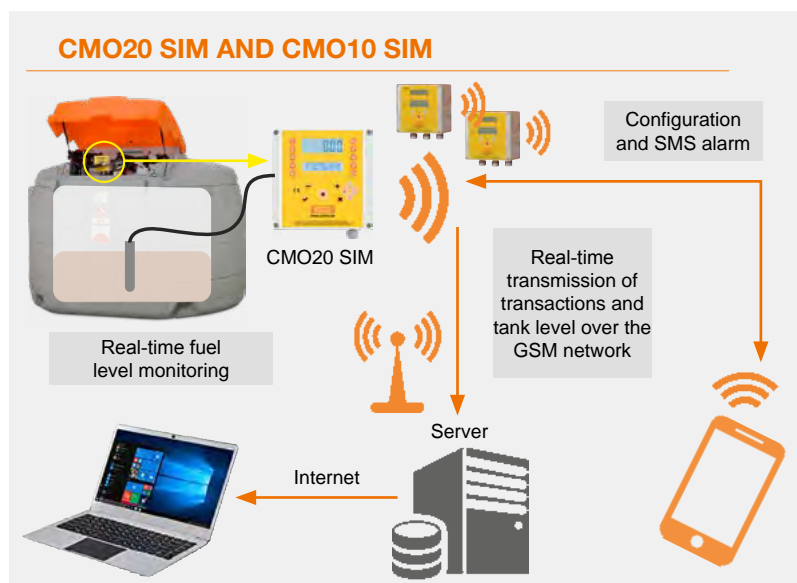 CMO20 SIM AND CMO10 SIM
Configuration
and SMS alarm
CMO20 SIM
Real-time
transmission of
transactions and
tank level over the
GSM network
Real-time fuel
level monitoring
Server
Internet